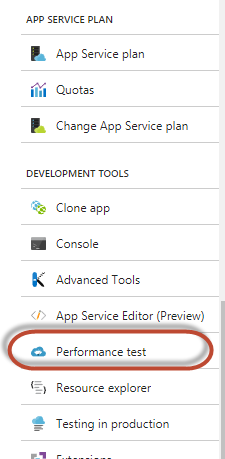 APP SERVICE PLAN
App Service plan
Quotas
Change App Service plan
DEVELOPMENT TOOLS
Clone app
Console
Advanced Tools
App Service Editor (Preview)
Performance test
Resource explorer
Testing in production
Extensions